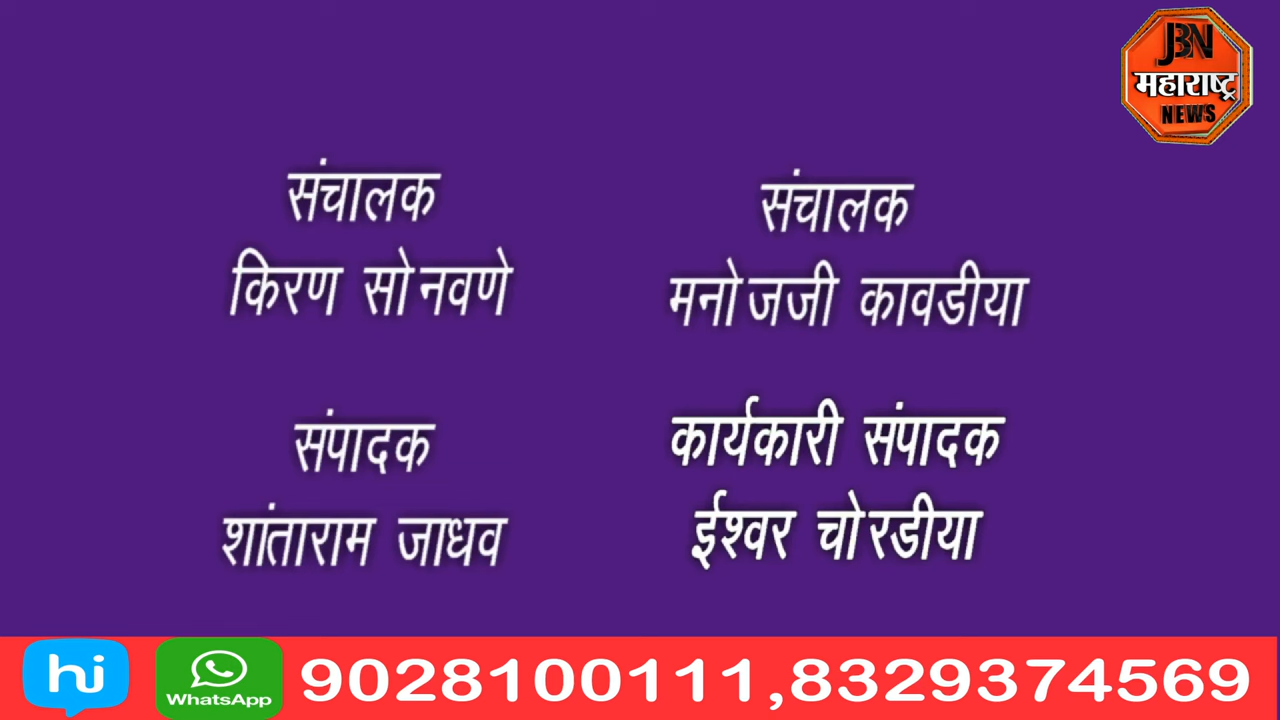 JBN
महाराष्ट्र
NEWS
संचालक
किरण सोनवणे
संचालक
मनोजजी कावडीया
संपादक
शांताराम जाधव
कार्यकारी संपादक
ईश्वर चोरडीया
hi
WhatsApp
9028100111,8329374569